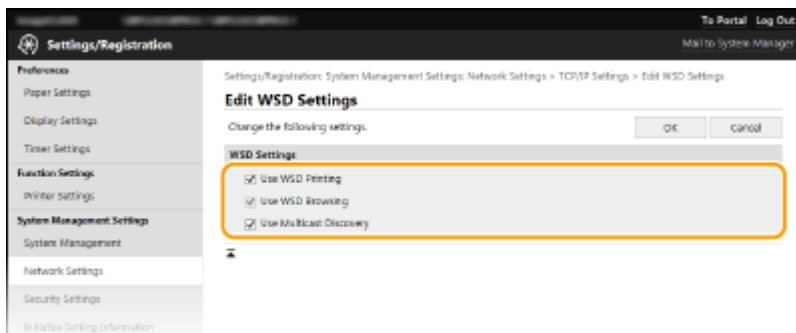 To Portal Log Out
Settings/Registration
Mail to System Manager
Preferences
Paper Settings
Display Settings
Timer Settings
Function Settings
Printer Settings
System Management Settings
System Management
Network Settings
Security Settings
Initialize Setting Information
Settings/Registration: System Management Settings: Network Settings > TCP/IP Settings > Edit WSD Settings
Edit WSD Settings
Change the following settings.
OK
Cancel
WSD Settings
Use WSD Printing
Use WSD Browsing
Use Multicast Discovery